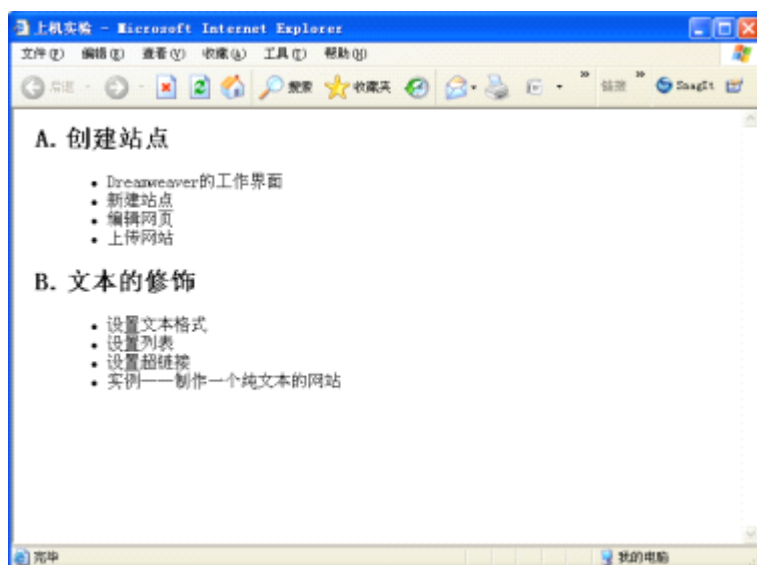 上机实验 - Microsoft Internet Explorer
文件(F) 编辑(E) 查看(V) 收藏(A) 工具(T) 帮助(H)
后退 搜索 收藏夹 链接 SnagIt
A. 创建站点
• Dreamweaver的工作界面
• 新建站点
• 编辑网页
• 上传网站
B. 文本的修饰
• 设置文本格式
• 设置列表
• 设置超链接
• 实例——制作一个纯文本的网站
完毕 我的电脑